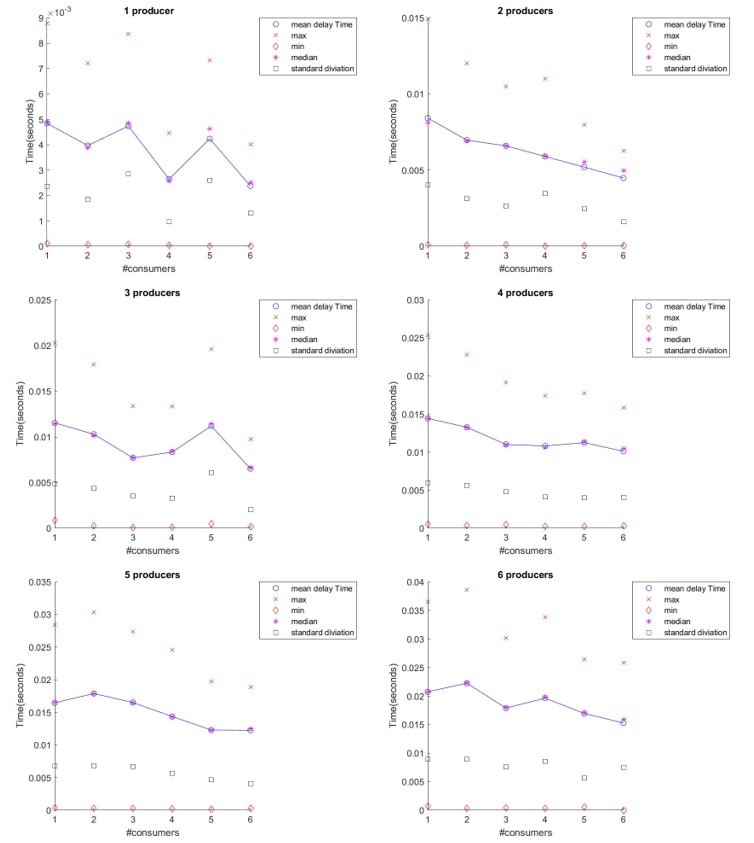 1 producer
×10⁻³
9
8
7
6
5
4
3
2
1
0
Time(seconds)
1 2 3 4 5 6
#consumers
mean delay Time
max
min
median
standard diviation
2 producers
0.015
0.01
0.005
0
Time(seconds)
1 2 3 4 5 6
#consumers
mean delay Time
max
min
median
standard diviation
3 producers
0.025
0.02
0.015
0.01
0.005
0
Time(seconds)
1 2 3 4 5 6
#consumers
mean delay Time
max
min
median
standard diviation
4 producers
0.03
0.025
0.02
0.015
0.01
0.005
0
Time(seconds)
1 2 3 4 5 6
#consumers
mean delay Time
max
min
median
standard diviation
5 producers
0.035
0.03
0.025
0.02
0.015
0.01
0.005
0
Time(seconds)
1 2 3 4 5 6
#consumers
mean delay Time
max
min
median
standard diviation
6 producers
0.04
0.035
0.03
0.025
0.02
0.015
0.01
0.005
0
Time(seconds)
1 2 3 4 5 6
#consumers
mean delay Time
max
min
median
standard diviation